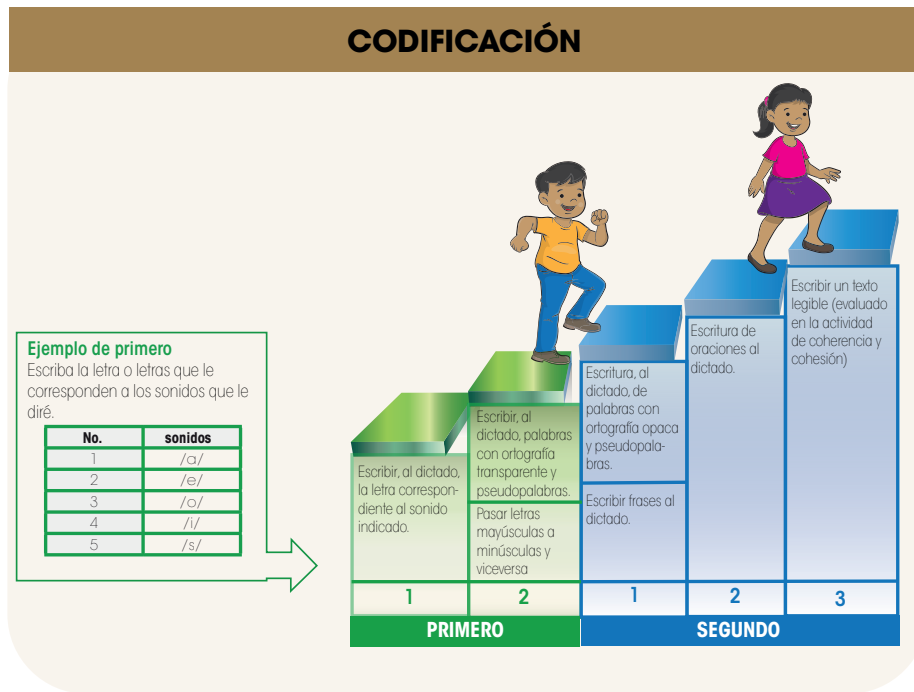 CODIFICACIÓN
Ejemplo de primero
Escriba la letra o letras que le
corresponden a los sonidos que le
diré.
No. sonidos
1 /a/
2 /e/
3 /o/
4 /i/
5 /s/
Escribir, al dictado,
la letra correspon-
diente al sonido
indicado.
Escribir, al
dictado, palabras
con ortografía
transparente y
pseudopalabras.
Pasar letras
mayúsculas a
minúsculas y
viceversa
Escritura, al
dictado, de
palabras con
ortografía opaca
y pseudopala-
bras.
Escribir frases al
dictado.
Escritura de
oraciones al
dictado.
Escribir un texto
legible (evaluado
en la actividad
de coherencia y
cohesión)
1 2 1 2 3
PRIMERO SEGUNDO